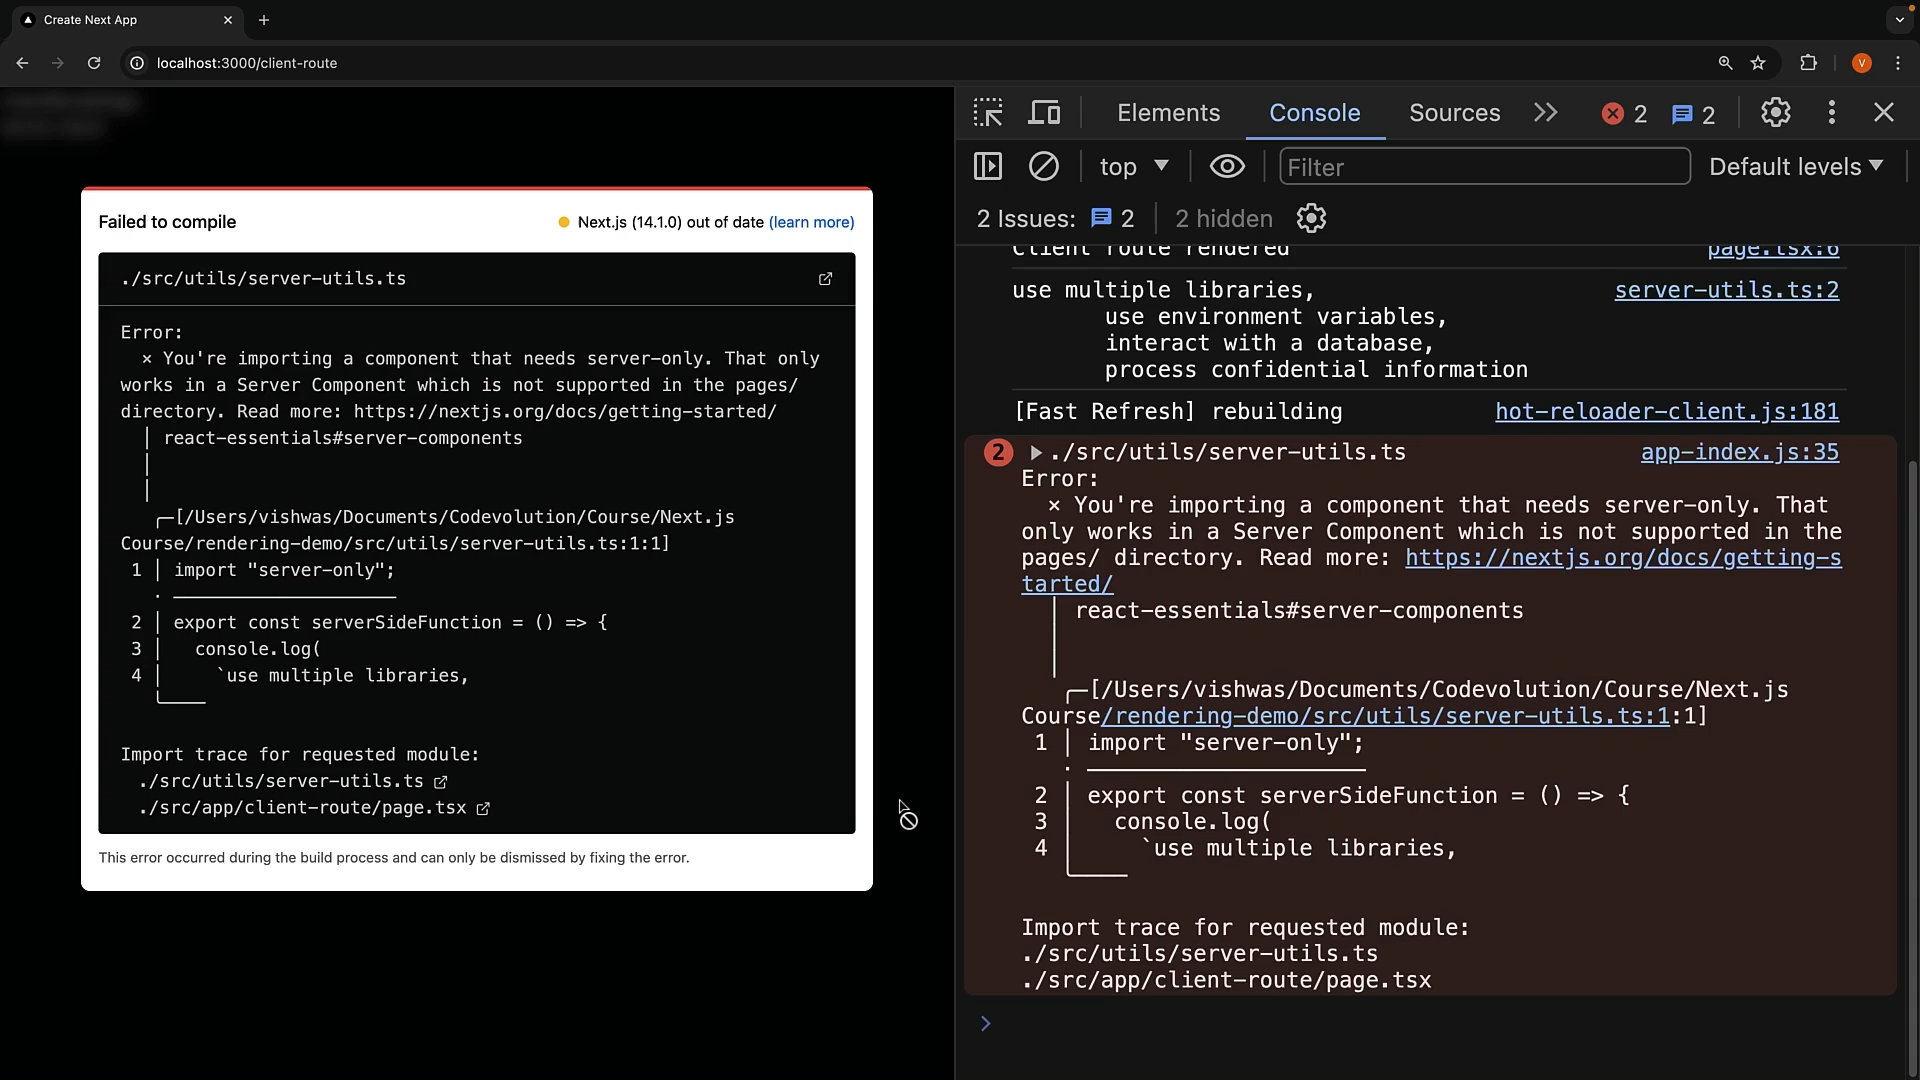 Create Next App
localhost:3000/client-route
V
Failed to compile
Next.js (14.1.0) out of date (learn more)
./src/utils/server-utils.ts
Error:
× You're importing a component that needs server-only. That only
works in a Server Component which is not supported in the pages/
directory. Read more: https://nextjs.org/docs/getting-started/
│ react-essentials#server-components
│
│
╭─[/Users/vishwas/Documents/Codevolution/Course/Next.js
Course/rendering-demo/src/utils/server-utils.ts:1:1]
1 │ import "server-only";
· ─────────────────────
2 │ export const serverSideFunction = () => {
3 │   console.log(
4 │     `use multiple libraries,
╰────
Import trace for requested module:
./src/utils/server-utils.ts
./src/app/client-route/page.tsx
This error occurred during the build process and can only be dismissed by fixing the error.
Elements Console Sources 2 2
top Filter Default levels
2 Issues: 2 2 hidden
Client route rendered page.tsx:6
use multiple libraries, server-utils.ts:2
use environment variables,
interact with a database,
process confidential information
[Fast Refresh] rebuilding hot-reloader-client.js:181
2 ./src/utils/server-utils.ts app-index.js:35
Error:
× You're importing a component that needs server-only. That
only works in a Server Component which is not supported in the
pages/ directory. Read more: https://nextjs.org/docs/getting-s
tarted/
│ react-essentials#server-components
│
│
╭─[/Users/vishwas/Documents/Codevolution/Course/Next.js
Course/rendering-demo/src/utils/server-utils.ts:1:1]
1 │ import "server-only";
· ─────────────────────
2 │ export const serverSideFunction = () => {
3 │   console.log(
4 │     `use multiple libraries,
╰────
Import trace for requested module:
./src/utils/server-utils.ts
./src/app/client-route/page.tsx